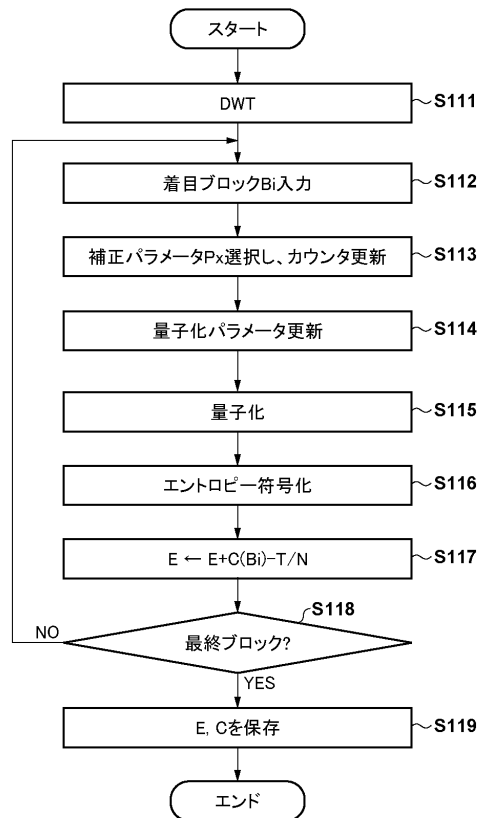 スタート
DWT
S111
着目ブロックBi入力
S112
補正パラメータPx選択し、カウンタ更新
S113
量子化パラメータ更新
S114
量子化
S115
エントロピー符号化
S116
E ← E+C(Bi)-T/N
S117
S118
最終ブロック?
NO
YES
E, Cを保存
S119
エンド